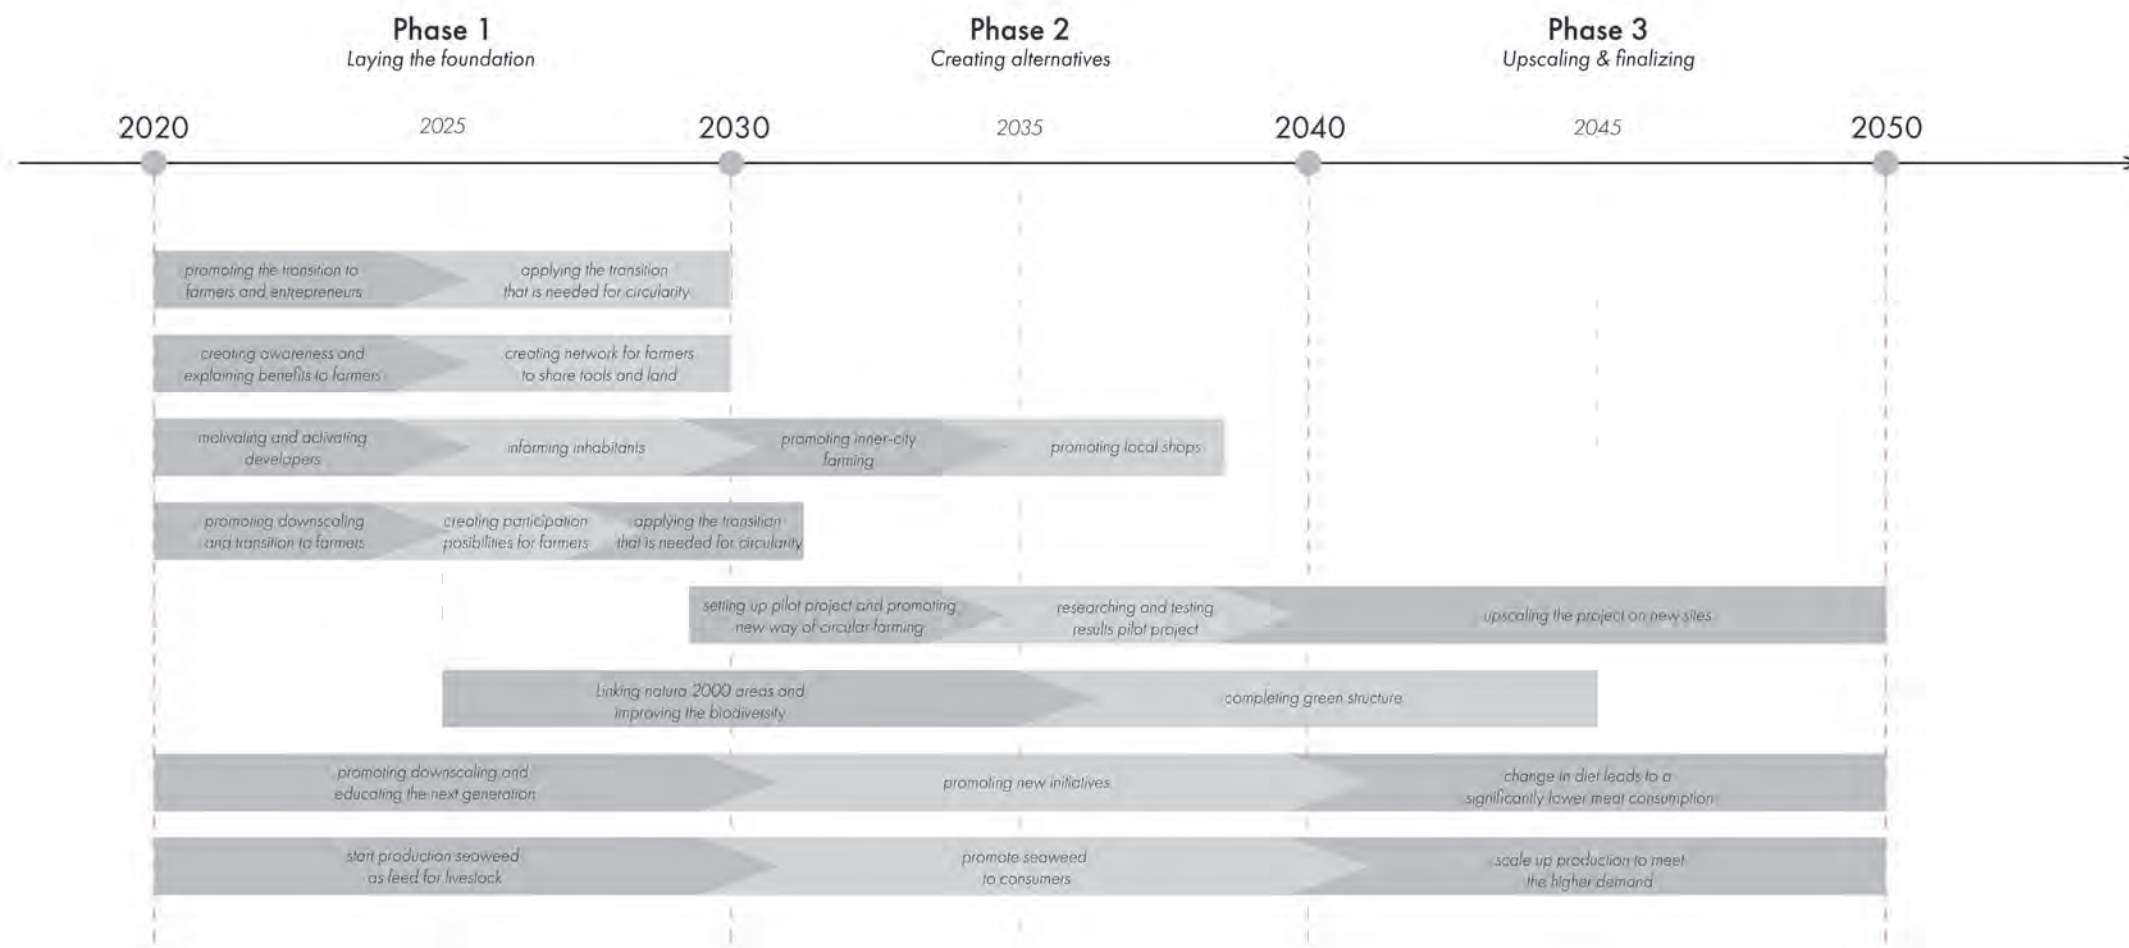 Phase 1
Laying the foundation
Phase 2
Creating alternatives
Phase 3
Upscaling & finalizing
2020
2025
2030
2035
2040
2045
2050
promoting the transition to
farmers and entrepreneurs
applying the transition
that is needed for circularity
creating awareness and
explaining benefits to farmers
creating network for farmers
to share tools and land
motivating and activating
developers
informing inhabitants
promoting inner-city
farming
promoting local shops
promoting downscaling
and transition to farmers
creating participation
posibilities for farmers
applying the transition
that is needed for circularity
setting up pilot project and promoting
new way of circular farming
researching and testing
results pilot project
upscaling the project on new sites
Linking natura 2000 areas and
improving the biodiversity
completing green structure
promoting downscaling and
educating the next generation
promoting new initiatives
change in diet leads to a
significantly lower meat consumption
start production seaweed
as feed for livestock
promote seaweed
to consumers
scale up production to meet
the higher demand